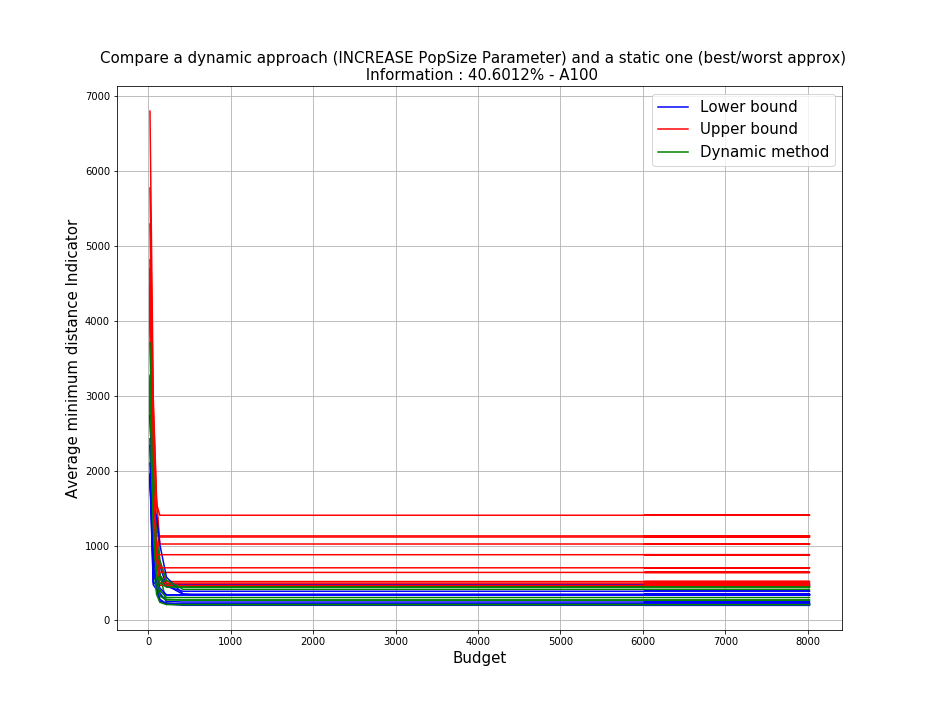 Compare a dynamic approach (INCREASE PopSize Parameter) and a static one (best/worst approx)
Information : 40.6012% - A100
Lower bound
Upper bound
Dynamic method
Average minimum distance Indicator
7000
6000
5000
4000
3000
2000
1000
0
0 1000 2000 3000 4000 5000 6000 7000 8000
Budget